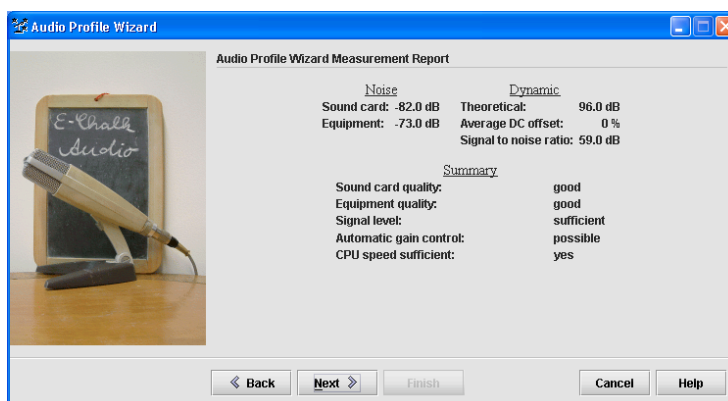 Audio Profile Wizard
E-Chalk
Audio
Audio Profile Wizard Measurement Report
Noise
Sound card: -82.0 dB
Equipment: -73.0 dB
Dynamic
Theoretical: 96.0 dB
Average DC offset: 0 %
Signal to noise ratio: 59.0 dB
Summary
Sound card quality: good
Equipment quality: good
Signal level: sufficient
Automatic gain control: possible
CPU speed sufficient: yes
Back Next Finish Cancel Help